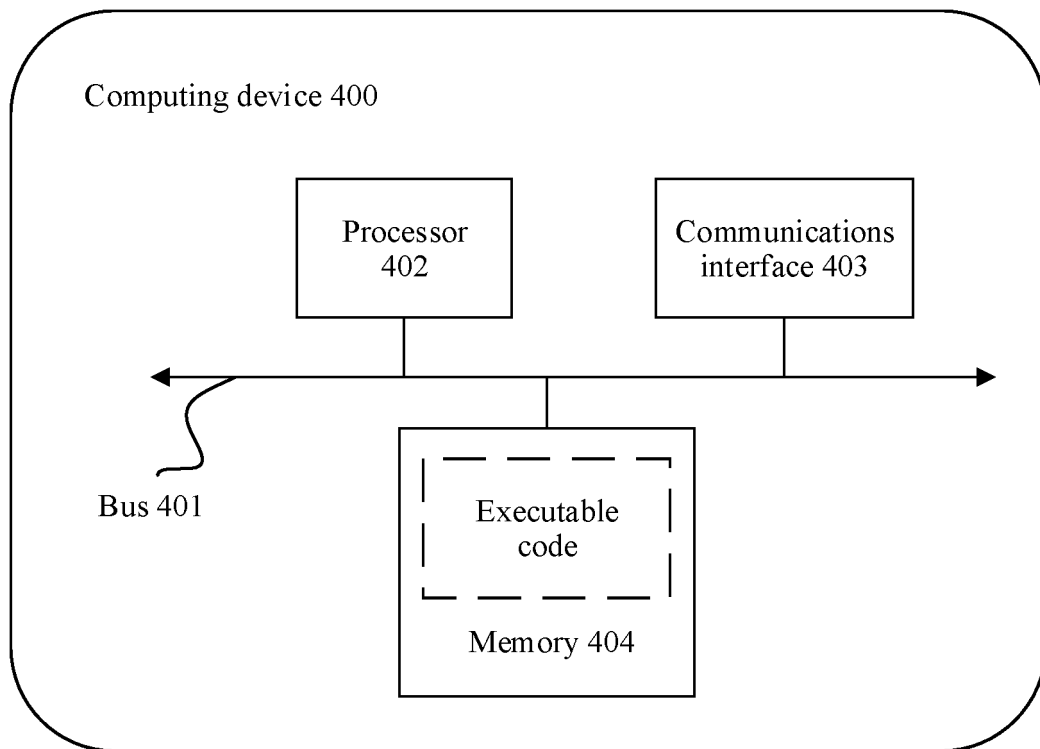 Computing device 400
Processor
402
Communications
interface 403
Bus 401
Executable
code
Memory 404